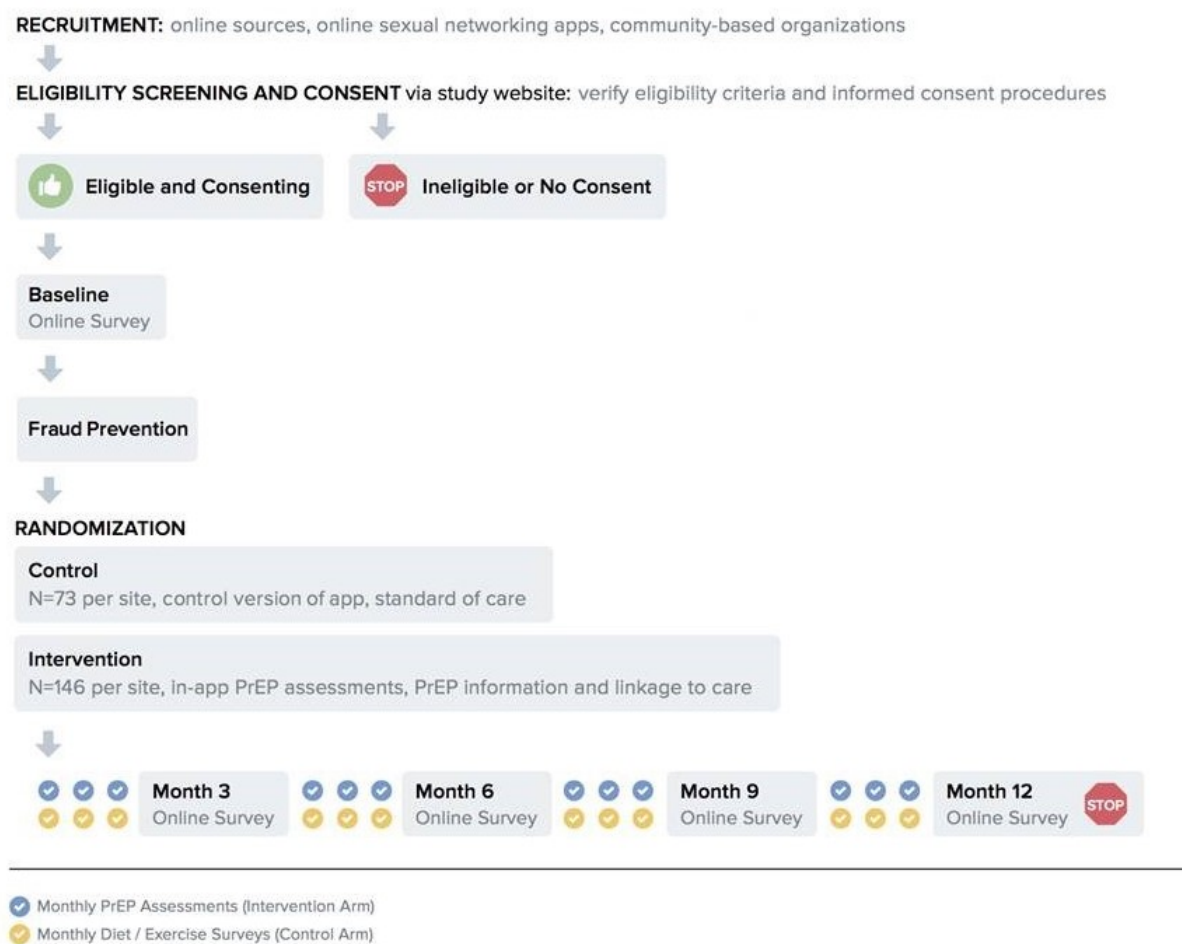 RECRUITMENT: online sources, online sexual networking apps, community-based organizations
ELIGIBILITY SCREENING AND CONSENT via study website: verify eligibility criteria and informed consent procedures
Eligible and Consenting
STOP
Ineligible or No Consent
Baseline
Online Survey
Fraud Prevention
RANDOMIZATION
Control
N=73 per site, control version of app, standard of care
Intervention
N=146 per site, in-app PrEP assessments, PrEP information and linkage to care
Month 3
Online Survey
Month 6
Online Survey
Month 9
Online Survey
Month 12
Online Survey
STOP
Monthly PrEP Assessments (Intervention Arm)
Monthly Diet / Exercise Surveys (Control Arm)